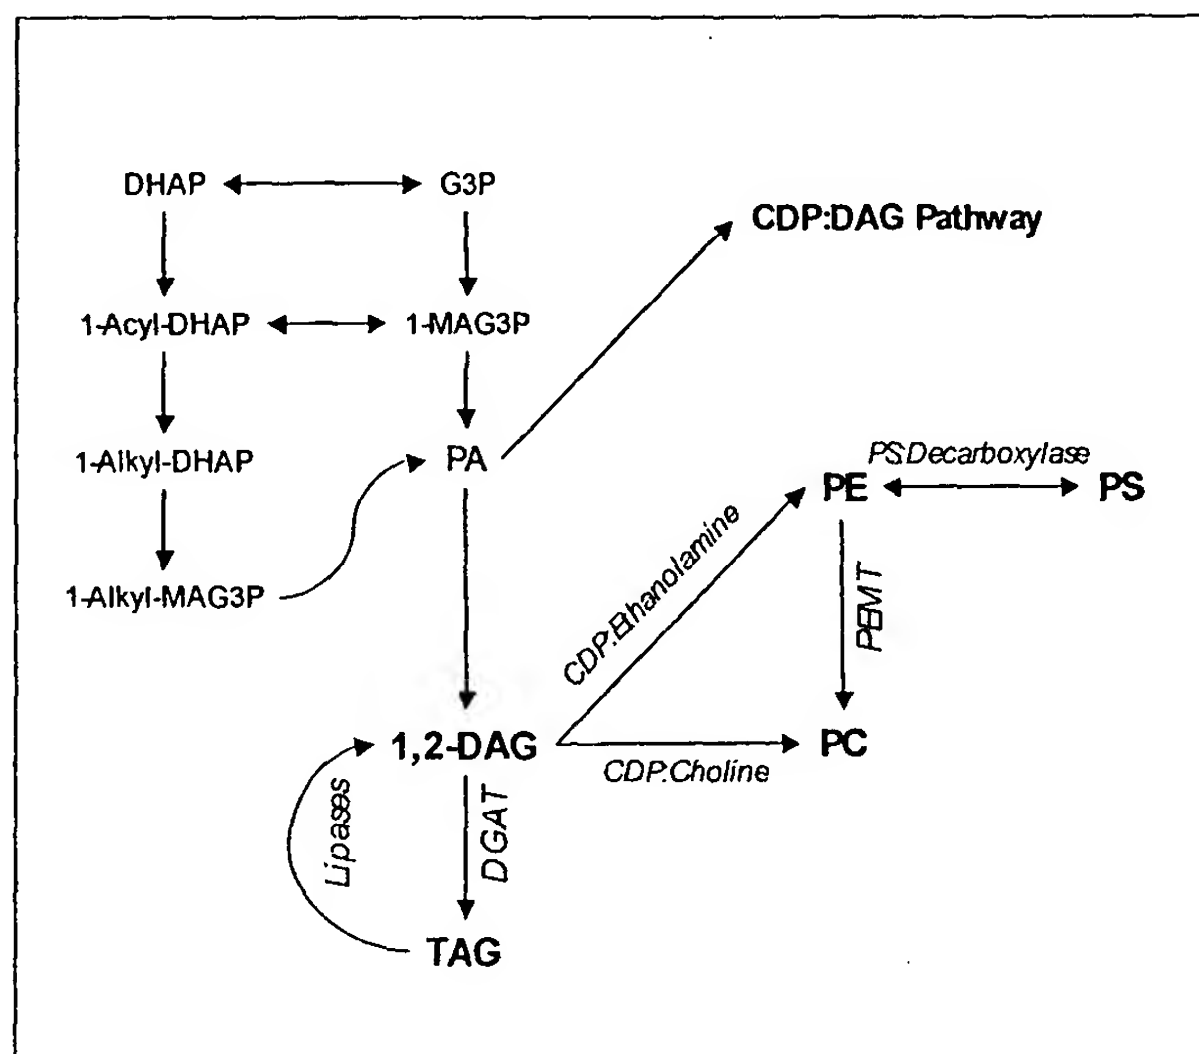 DHAP
G3P
CDP:DAG Pathway
1-Acyl-DHAP
1-MAG3P
1-Alkyl-DHAP
PA
PS:Decarboxylase
PE
PS
CDP:Ethanolamine
PEMT
1-Alkyl-MAG3P
1,2-DAG
PC
CDP:Choline
Lipases
DGAT
TAG